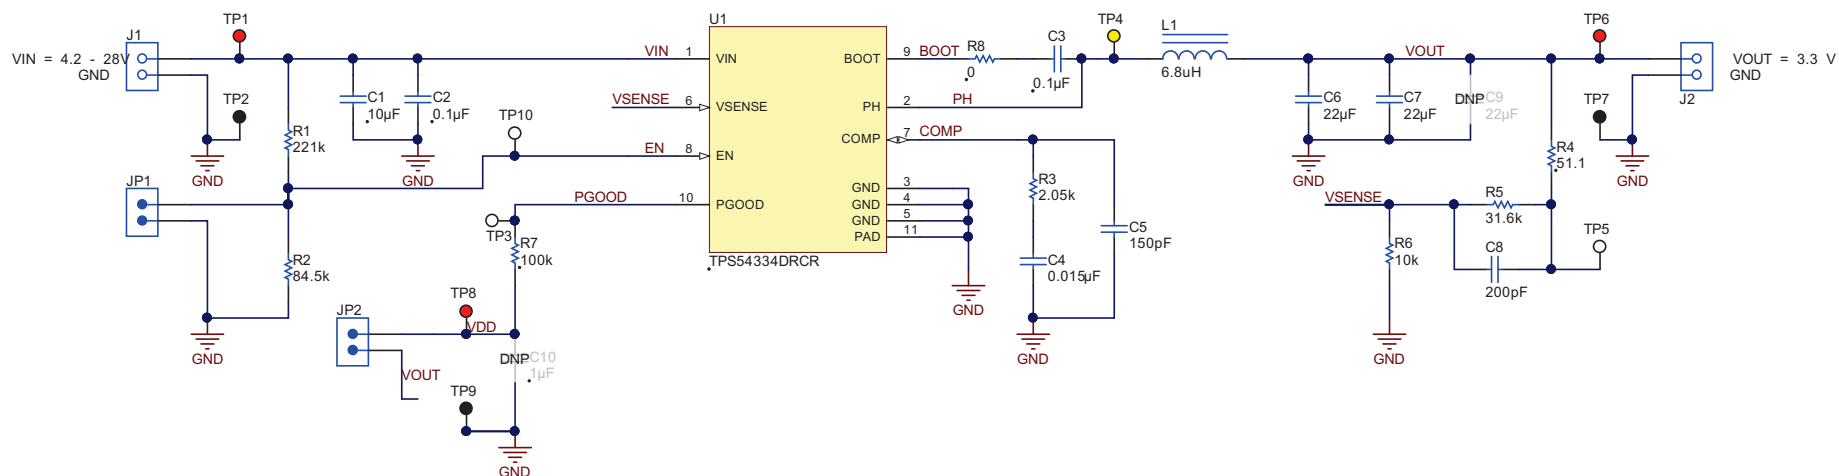 J1
VIN = 4.2 - 28V
GND
TP1
TP2
GND
R1
221k
C1
10µF
C2
0.1µF
GND
JP1
R2
84.5k
GND
TP10
VIN
VSENSE
EN
PGOOD
1
6
8
10
U1
VIN
VSENSE
EN
PGOOD
BOOT
PH
COMP
GND
GND
GND
PAD
TPS54334DRCR
9
2
7
3
4
5
11
BOOT
PH
COMP
GND
R8
0
C3
0.1µF
TP4
L1
6.8uH
R3
2.05k
C4
0.015µF
C5
150pF
GND
TP3
R7
100k
TP8
VDD
JP2
VOUT
DNP
C10
1µF
TP9
GND
VOUT
C6
22µF
C7
22µF
DNP
C9
22µF
GND
TP6
J2
VOUT = 3.3 V
GND
TP7
GND
R4
51.1
VSENSE
R5
31.6k
R6
10k
C8
200pF
TP5
GND